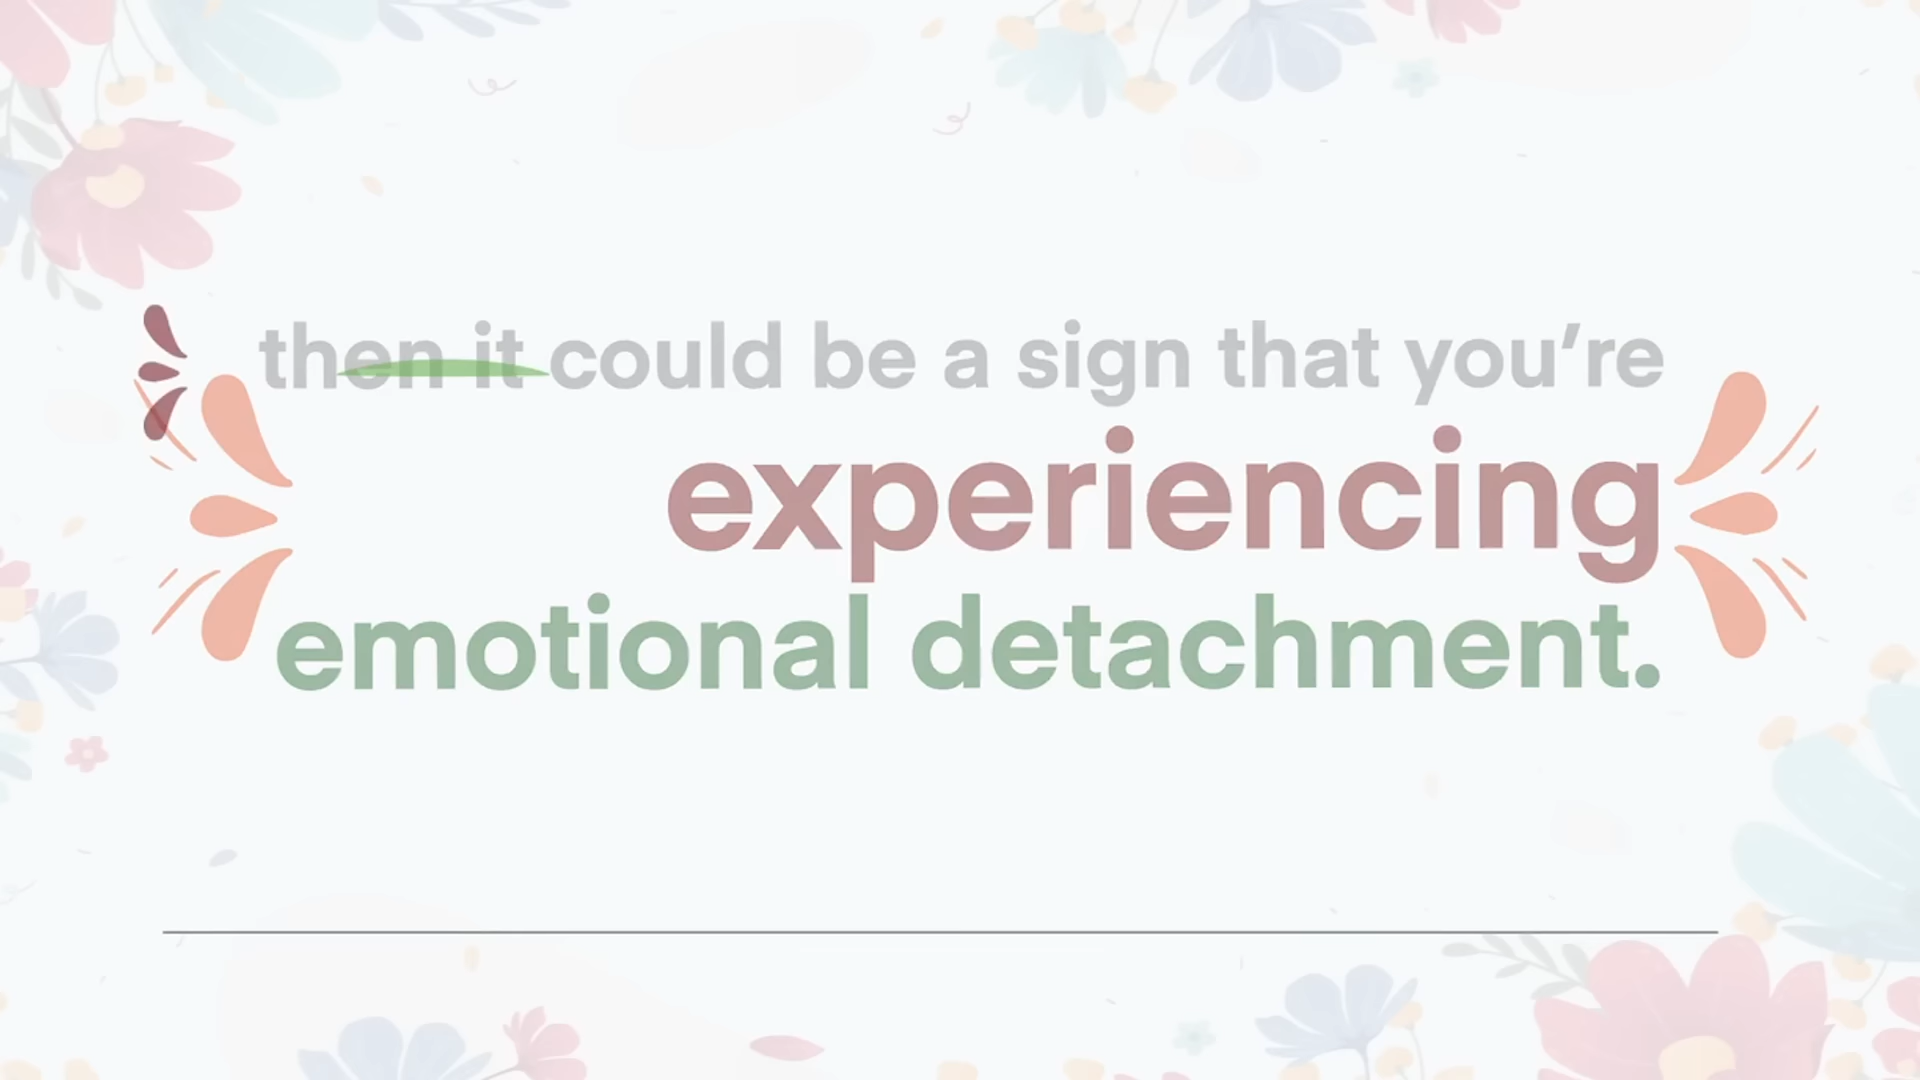 then it could be a sign that you’re
experiencing
emotional detachment.